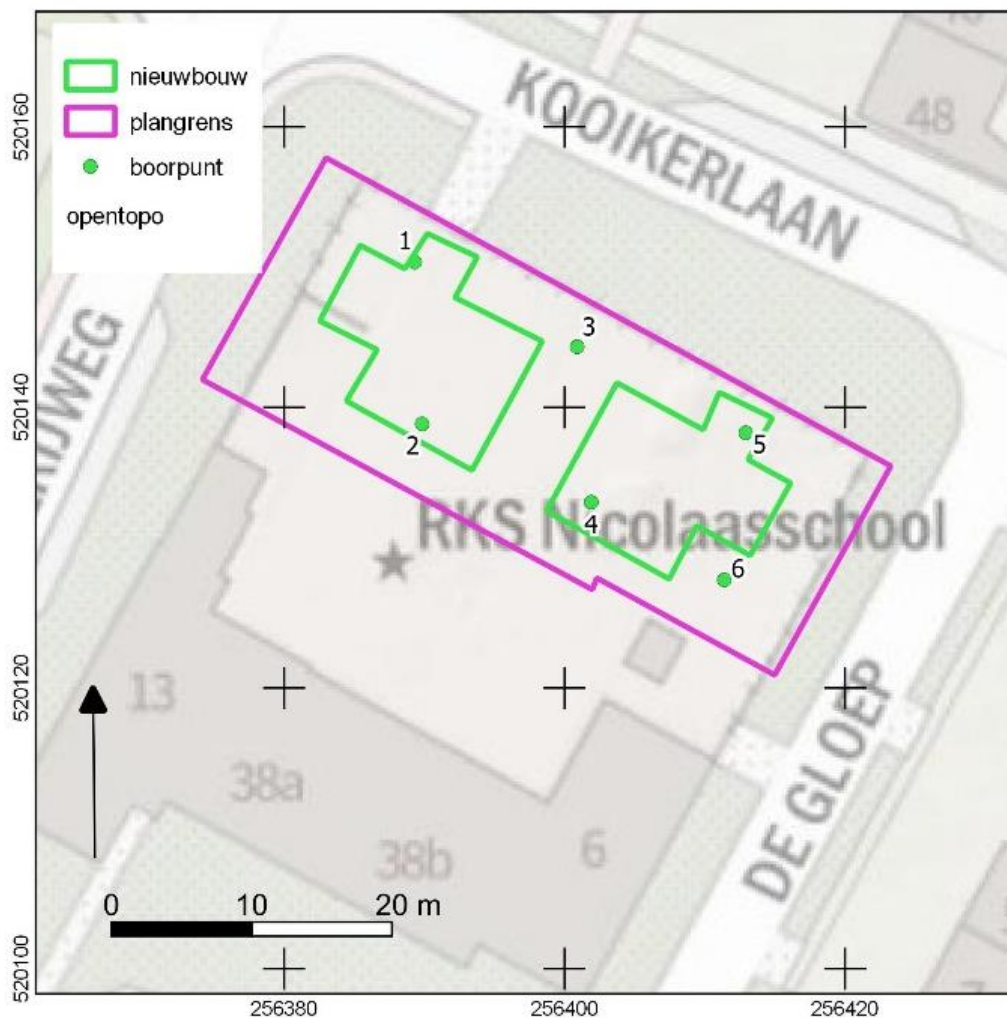 nieuwbouw
plangrens
boorpunt
opentopo
KOOIKERLAAN
48
520160
1
3
520140
2
5
4
RKS Nicolaasschool
6
520120
13
38a
38b
6
DE GLOEP
0 10 20 m
520100
256380 256400 256420